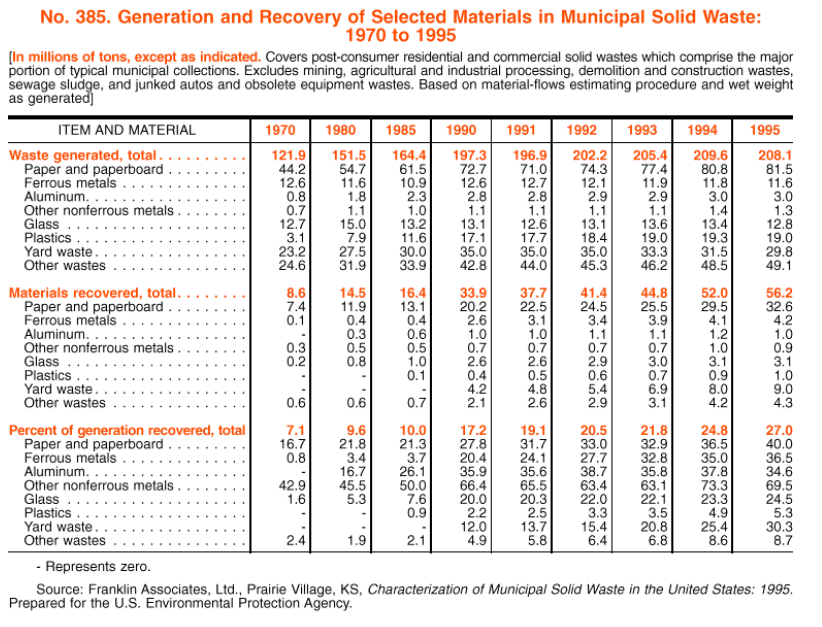 No. 385. Generation and Recovery of Selected Materials in Municipal Solid Waste:
1970 to 1995
[In millions of tons, except as indicated. Covers post-consumer residential and commercial solid wastes which comprise the major
portion of typical municipal collections. Excludes mining, agricultural and industrial processing, demolition and construction wastes,
sewage sludge, and junked autos and obsolete equipment wastes. Based on material-flows estimating procedure and wet weight
as generated]
ITEM AND MATERIAL 1970 1980 1985 1990 1991 1992 1993 1994 1995
Waste generated, total . . . . . . . . . . 121.9 151.5 164.4 197.3 196.9 202.2 205.4 209.6 208.1
Paper and paperboard . . . . . . . . . 44.2 54.7 61.5 72.7 71.0 74.3 77.4 80.8 81.5
Ferrous metals . . . . . . . . . . . . . . 12.6 11.6 10.9 12.6 12.7 12.1 11.9 11.8 11.6
Aluminum. . . . . . . . . . . . . . . . . . 0.8 1.8 2.3 2.8 2.8 2.9 2.9 3.0 3.0
Other nonferrous metals . . . . . . . . 0.7 1.1 1.0 1.1 1.1 1.1 1.1 1.4 1.3
Glass . . . . . . . . . . . . . . . . . . . . 12.7 15.0 13.2 13.1 12.6 13.1 13.6 13.4 12.8
Plastics . . . . . . . . . . . . . . . . . . . 3.1 7.9 11.6 17.1 17.7 18.4 19.0 19.3 19.0
Yard waste. . . . . . . . . . . . . . . . . 23.2 27.5 30.0 35.0 35.0 35.0 33.3 31.5 29.8
Other wastes . . . . . . . . . . . . . . . 24.6 31.9 33.9 42.8 44.0 45.3 46.2 48.5 49.1
Materials recovered, total. . . . . . . . 8.6 14.5 16.4 33.9 37.7 41.4 44.8 52.0 56.2
Paper and paperboard . . . . . . . . . 7.4 11.9 13.1 20.2 22.5 24.5 25.5 29.5 32.6
Ferrous metals . . . . . . . . . . . . . . 0.1 0.4 0.4 2.6 3.1 3.4 3.9 4.1 4.2
Aluminum. . . . . . . . . . . . . . . . . . - 0.3 0.6 1.0 1.0 1.1 1.1 1.2 1.0
Other nonferrous metals . . . . . . . . 0.3 0.5 0.5 0.7 0.7 0.7 0.7 1.0 0.9
Glass . . . . . . . . . . . . . . . . . . . . 0.2 0.8 1.0 2.6 2.6 2.9 3.0 3.1 3.1
Plastics . . . . . . . . . . . . . . . . . . . - - 0.1 0.4 0.5 0.6 0.7 0.9 1.0
Yard waste. . . . . . . . . . . . . . . . . - - - 4.2 4.8 5.4 6.9 8.0 9.0
Other wastes . . . . . . . . . . . . . . . 0.6 0.6 0.7 2.1 2.6 2.9 3.1 4.2 4.3
Percent of generation recovered, total 7.1 9.6 10.0 17.2 19.1 20.5 21.8 24.8 27.0
Paper and paperboard . . . . . . . . . 16.7 21.8 21.3 27.8 31.7 33.0 32.9 36.5 40.0
Ferrous metals . . . . . . . . . . . . . . 0.8 3.4 3.7 20.4 24.1 27.7 32.8 35.0 36.5
Aluminum. . . . . . . . . . . . . . . . . . - 16.7 26.1 35.9 35.6 38.7 35.8 37.8 34.6
Other nonferrous metals . . . . . . . . 42.9 45.5 50.0 66.4 65.5 63.4 63.1 73.3 69.5
Glass . . . . . . . . . . . . . . . . . . . . 1.6 5.3 7.6 20.0 20.3 22.0 22.1 23.3 24.5
Plastics . . . . . . . . . . . . . . . . . . . - - 0.9 2.2 2.5 3.3 3.5 4.9 5.3
Yard waste. . . . . . . . . . . . . . . . . - - - 12.0 13.7 15.4 20.8 25.4 30.3
Other wastes . . . . . . . . . . . . . . . 2.4 1.9 2.1 4.9 5.8 6.4 6.8 8.6 8.7
- Represents zero.
Source: Franklin Associates, Ltd., Prairie Village, KS, Characterization of Municipal Solid Waste in the United States: 1995.
Prepared for the U.S. Environmental Protection Agency.